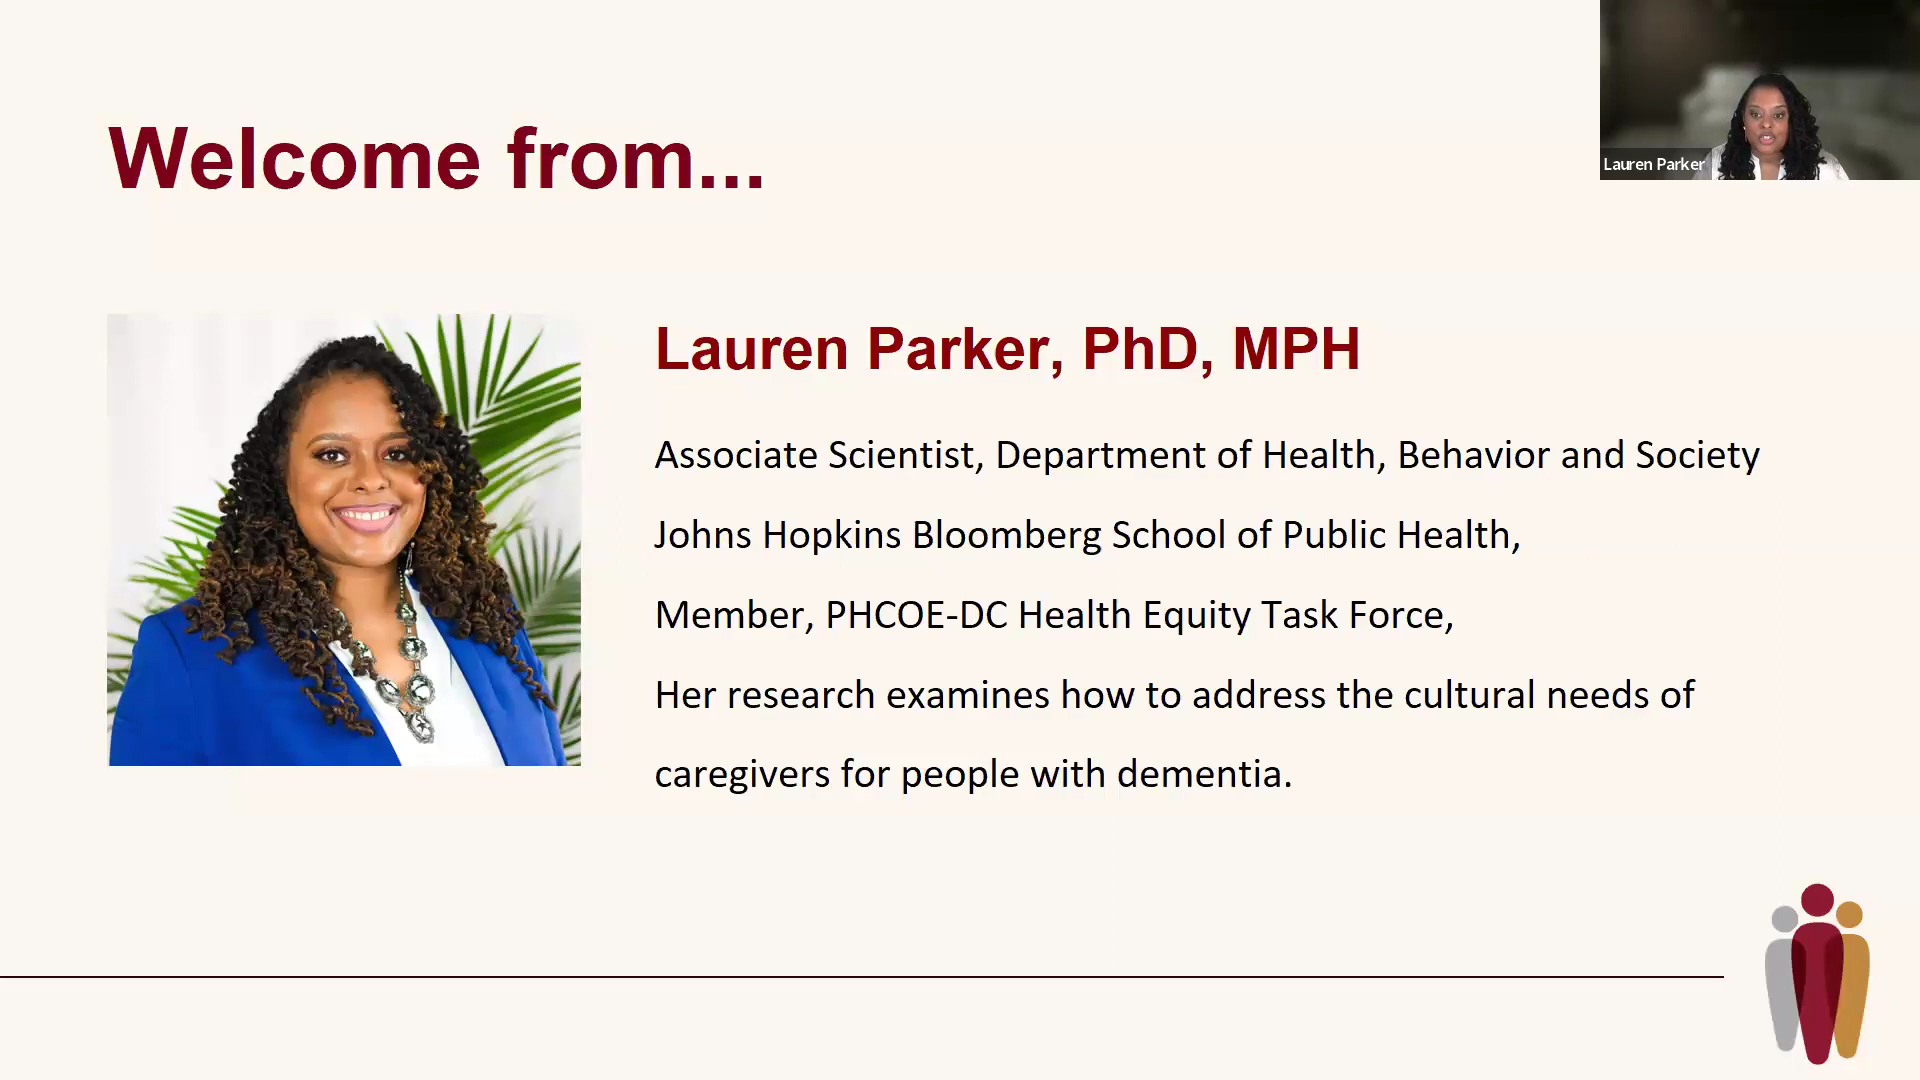 Welcome from...
Lauren Parker
Lauren Parker, PhD, MPH
Associate Scientist, Department of Health, Behavior and Society
Johns Hopkins Bloomberg School of Public Health,
Member, PHCOE-DC Health Equity Task Force,
Her research examines how to address the cultural needs of
caregivers for people with dementia.